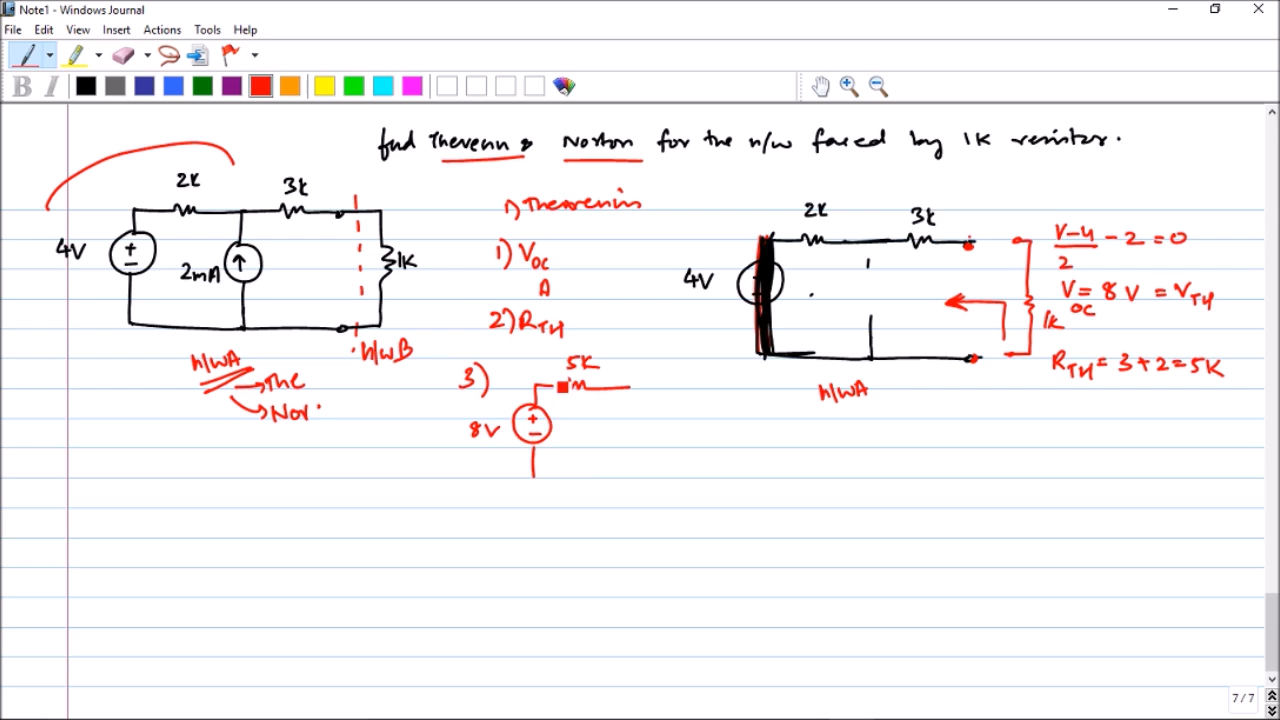 Note1 - Windows Journal
File Edit View Insert Actions Tools Help
B I
find Thevenin & Norton for the n/w faced by 1K resistor.
2K
3K
4V
2mA
1K
N/WA
N/WB
→The
→Nor.
1) Thevenin's
1) VOC
2) RTH
3)
5K
8V
2K
3K
4V
1K
N/WA
V-4/2 - 2 = 0
VOC = 8V = VTH
RTH = 3+2 = 5K
7 / 7